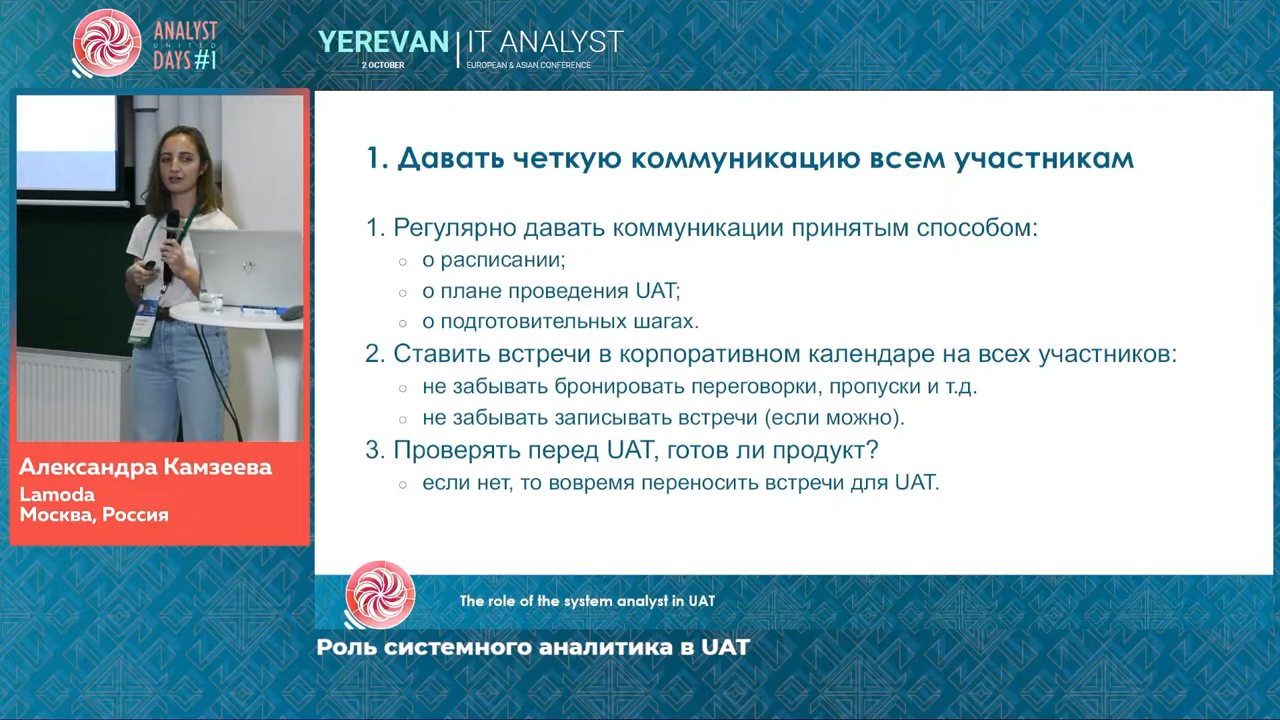 ANALYST
UNITED
DAYS #1
YEREVAN | IT ANALYST
2 OCTOBER
EUROPEAN & ASIAN CONFERENCE
1. Давать четкую коммуникацию всем участникам
1. Регулярно давать коммуникации принятым способом:
○ о расписании;
○ о плане проведения UAT;
○ о подготовительных шагах.
2. Ставить встречи в корпоративном календаре на всех участников:
○ не забывать бронировать переговорки, пропуски и т.д.
○ не забывать записывать встречи (если можно).
3. Проверять перед UAT, готов ли продукт?
○ если нет, то вовремя переносить встречи для UAT.
Александра Камзеева
Lamoda
Москва, Россия
The role of the system analyst in UAT
Роль системного аналитика в UAT